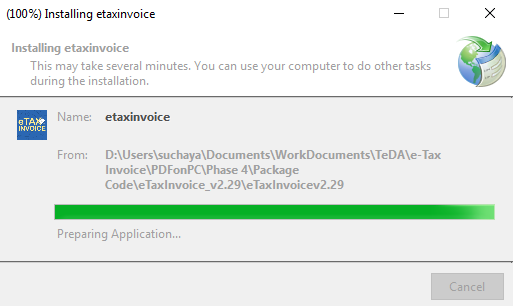 (100%) Installing etaxinvoice
Installing etaxinvoice
This may take several minutes. You can use your computer to do other tasks
during the installation.
eTAX
INVOICE
Name: etaxinvoice
From: D:\Users\suchaya\Documents\WorkDocuments\TeDA\e-Tax
Invoice\PDFonPC\Phase 4\Package
Code\eTaxInvoice_v2.29\eTaxInvoicev2.29
Preparing Application...
Cancel